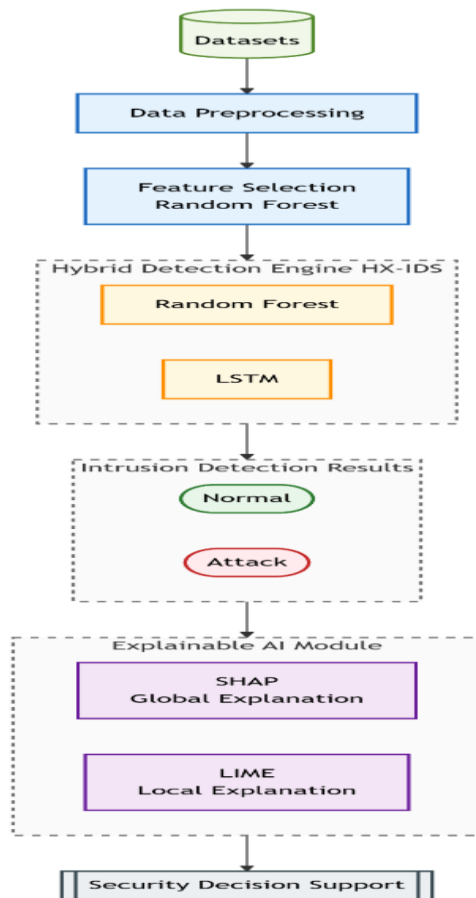 Datasets
Data Preprocessing
Feature Selection
Random Forest
Hybrid Detection Engine HX-IDS
Random Forest
LSTM
Intrusion Detection Results
Normal
Attack
Explainable AI Module
SHAP
Global Explanation
LIME
Local Explanation
Security Decision Support